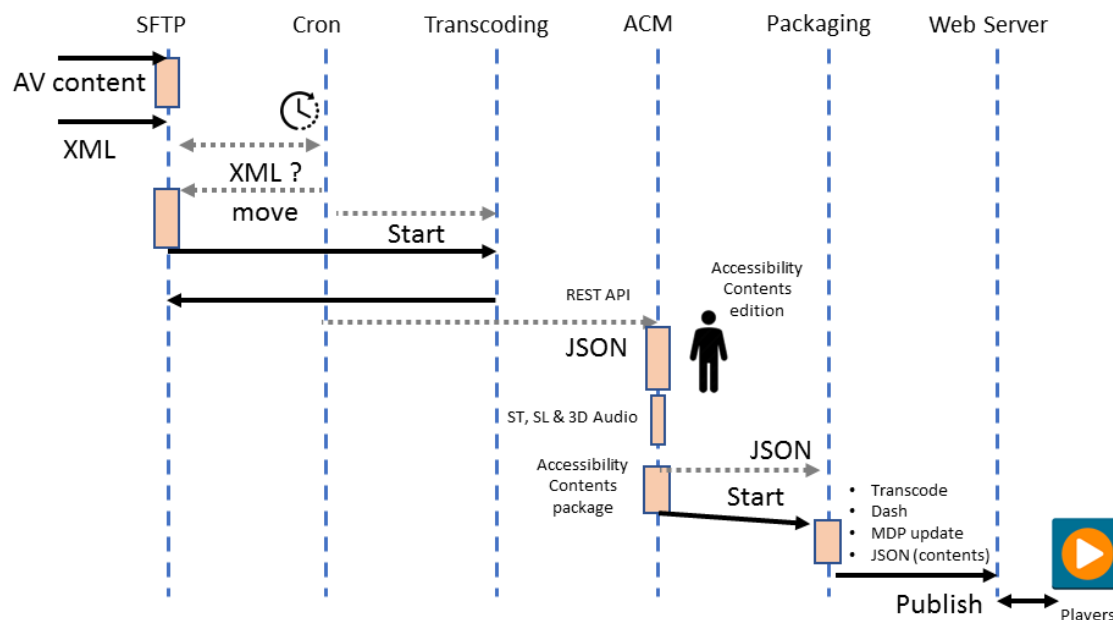 SFTP
Cron
Transcoding
ACM
Packaging
Web Server
AV content
XML
XML ?
move
Start
REST API
JSON
Accessibility
Contents
edition
ST, SL & 3D Audio
Accessibility
Contents
package
JSON
Start
• Transcode
• Dash
• MDP update
• JSON (contents)
Publish
Players